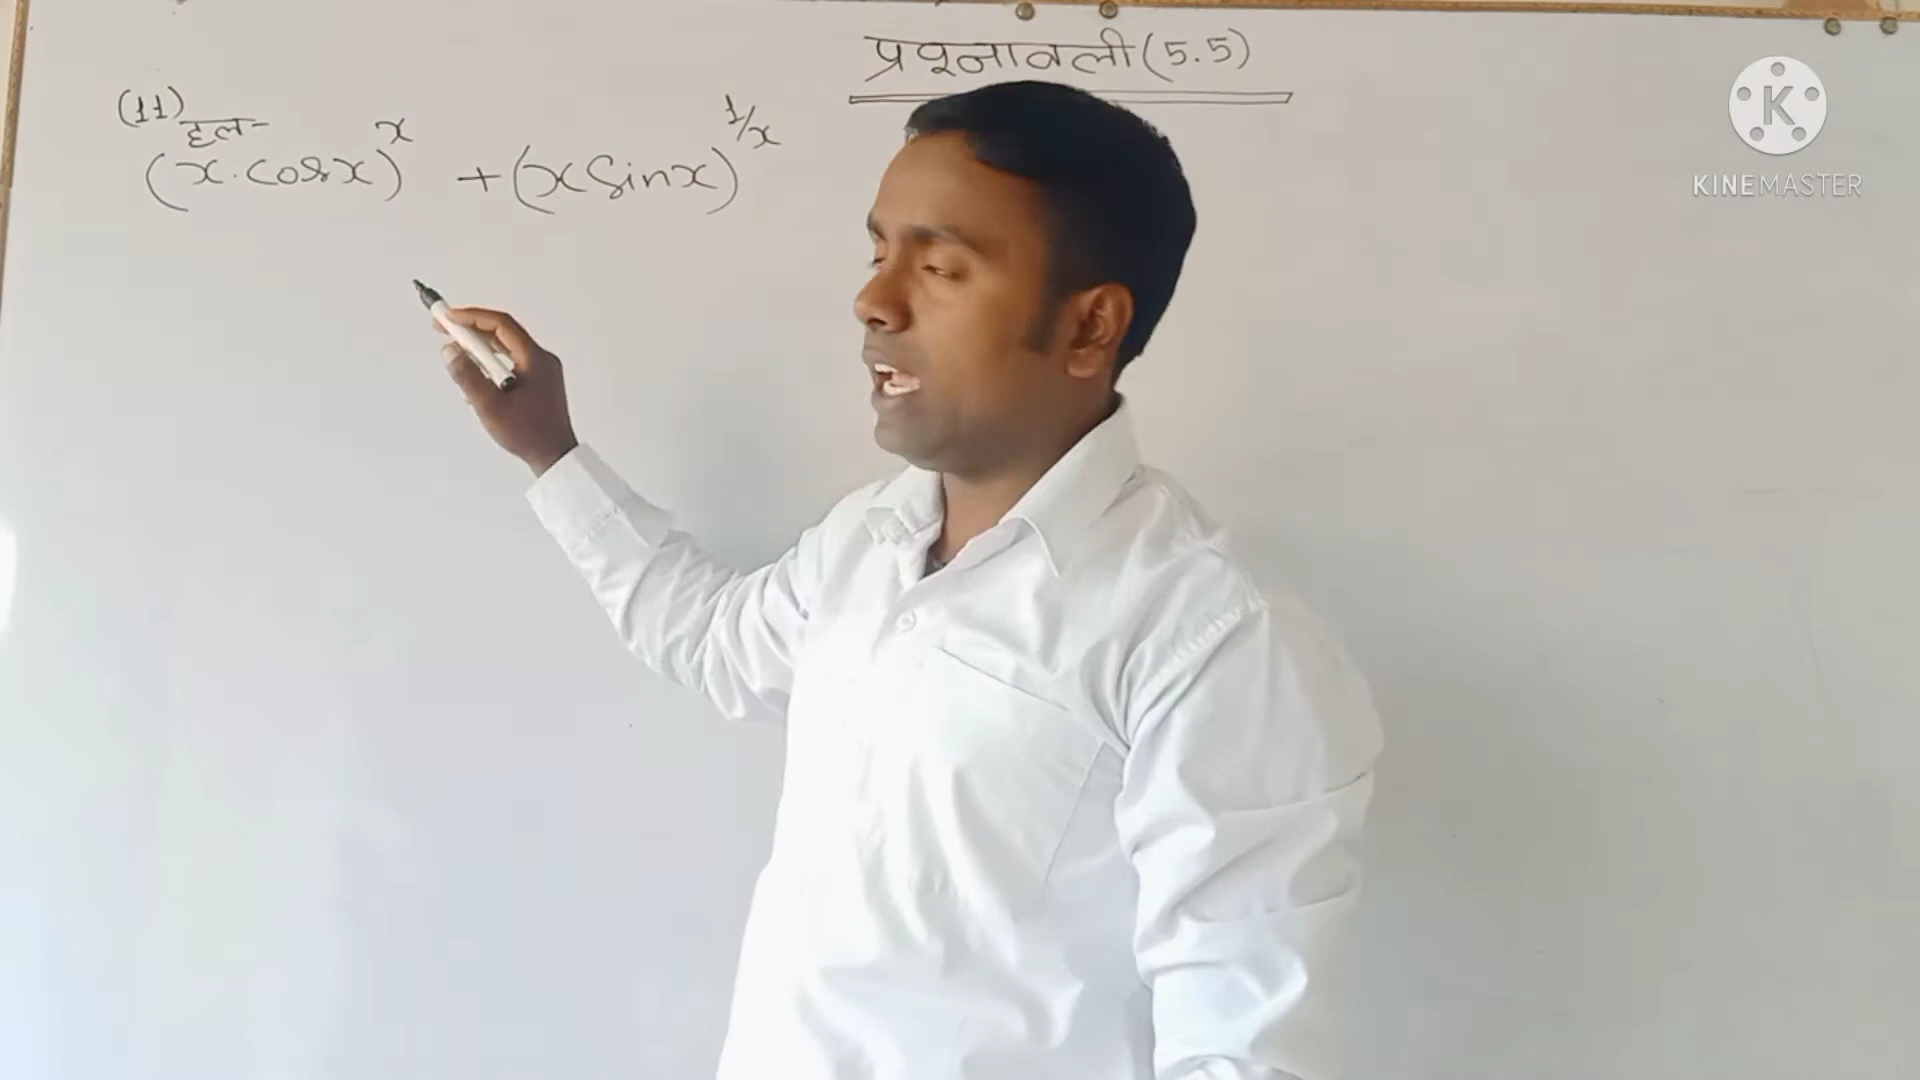 प्रश्नावली (5.5)
(11) हल-
(x.cosx)^x + (x sinx)^1/x
KINEMASTER